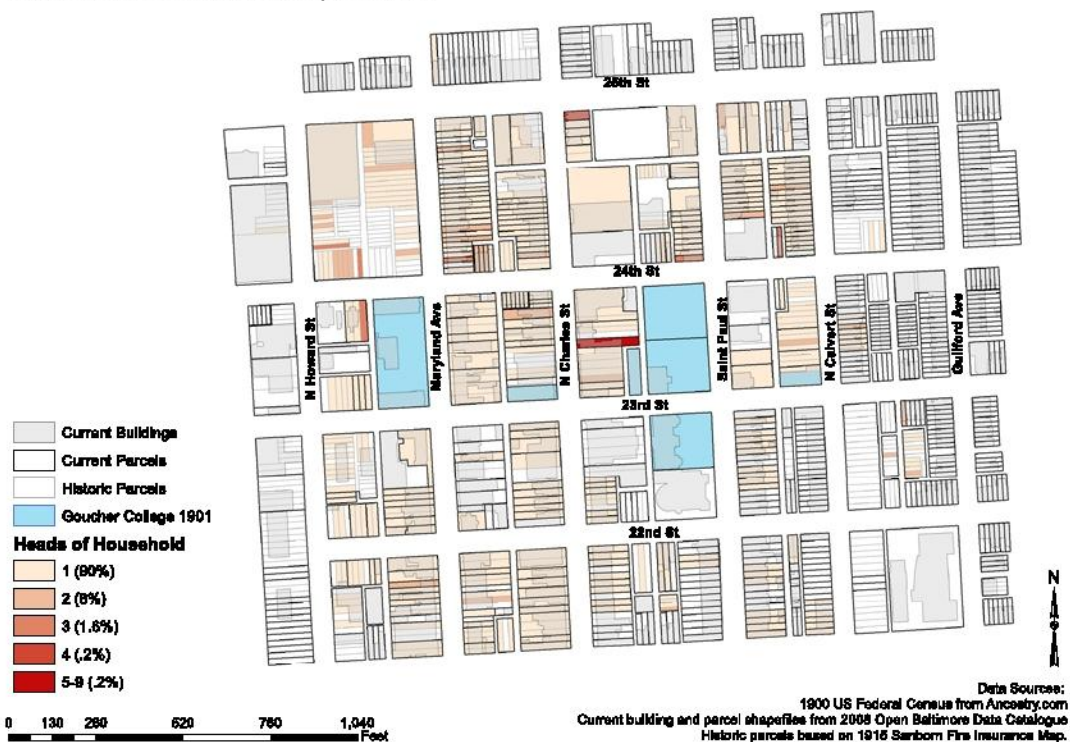 25th St
24th St
N Howard St
Maryland Ave
N Charles St
Saint Paul St
N Calvert St
Guilford Ave
23rd St
22nd St
Current Buildings
Current Parcels
Historic Parcels
Goucher College 1901
Heads of Household
1 (90%)
2 (8%)
3 (1.6%)
4 (.2%)
5-9 (.2%)
0 130 260 520 780 1,040
Feet
N
Data Sources:
1900 US Federal Census from Ancestry.com
Current building and parcel shapefiles from 2008 Open Baltimore Data Catalogue
Historic parcels based on 1915 Sanborn Fire Insurance Map.